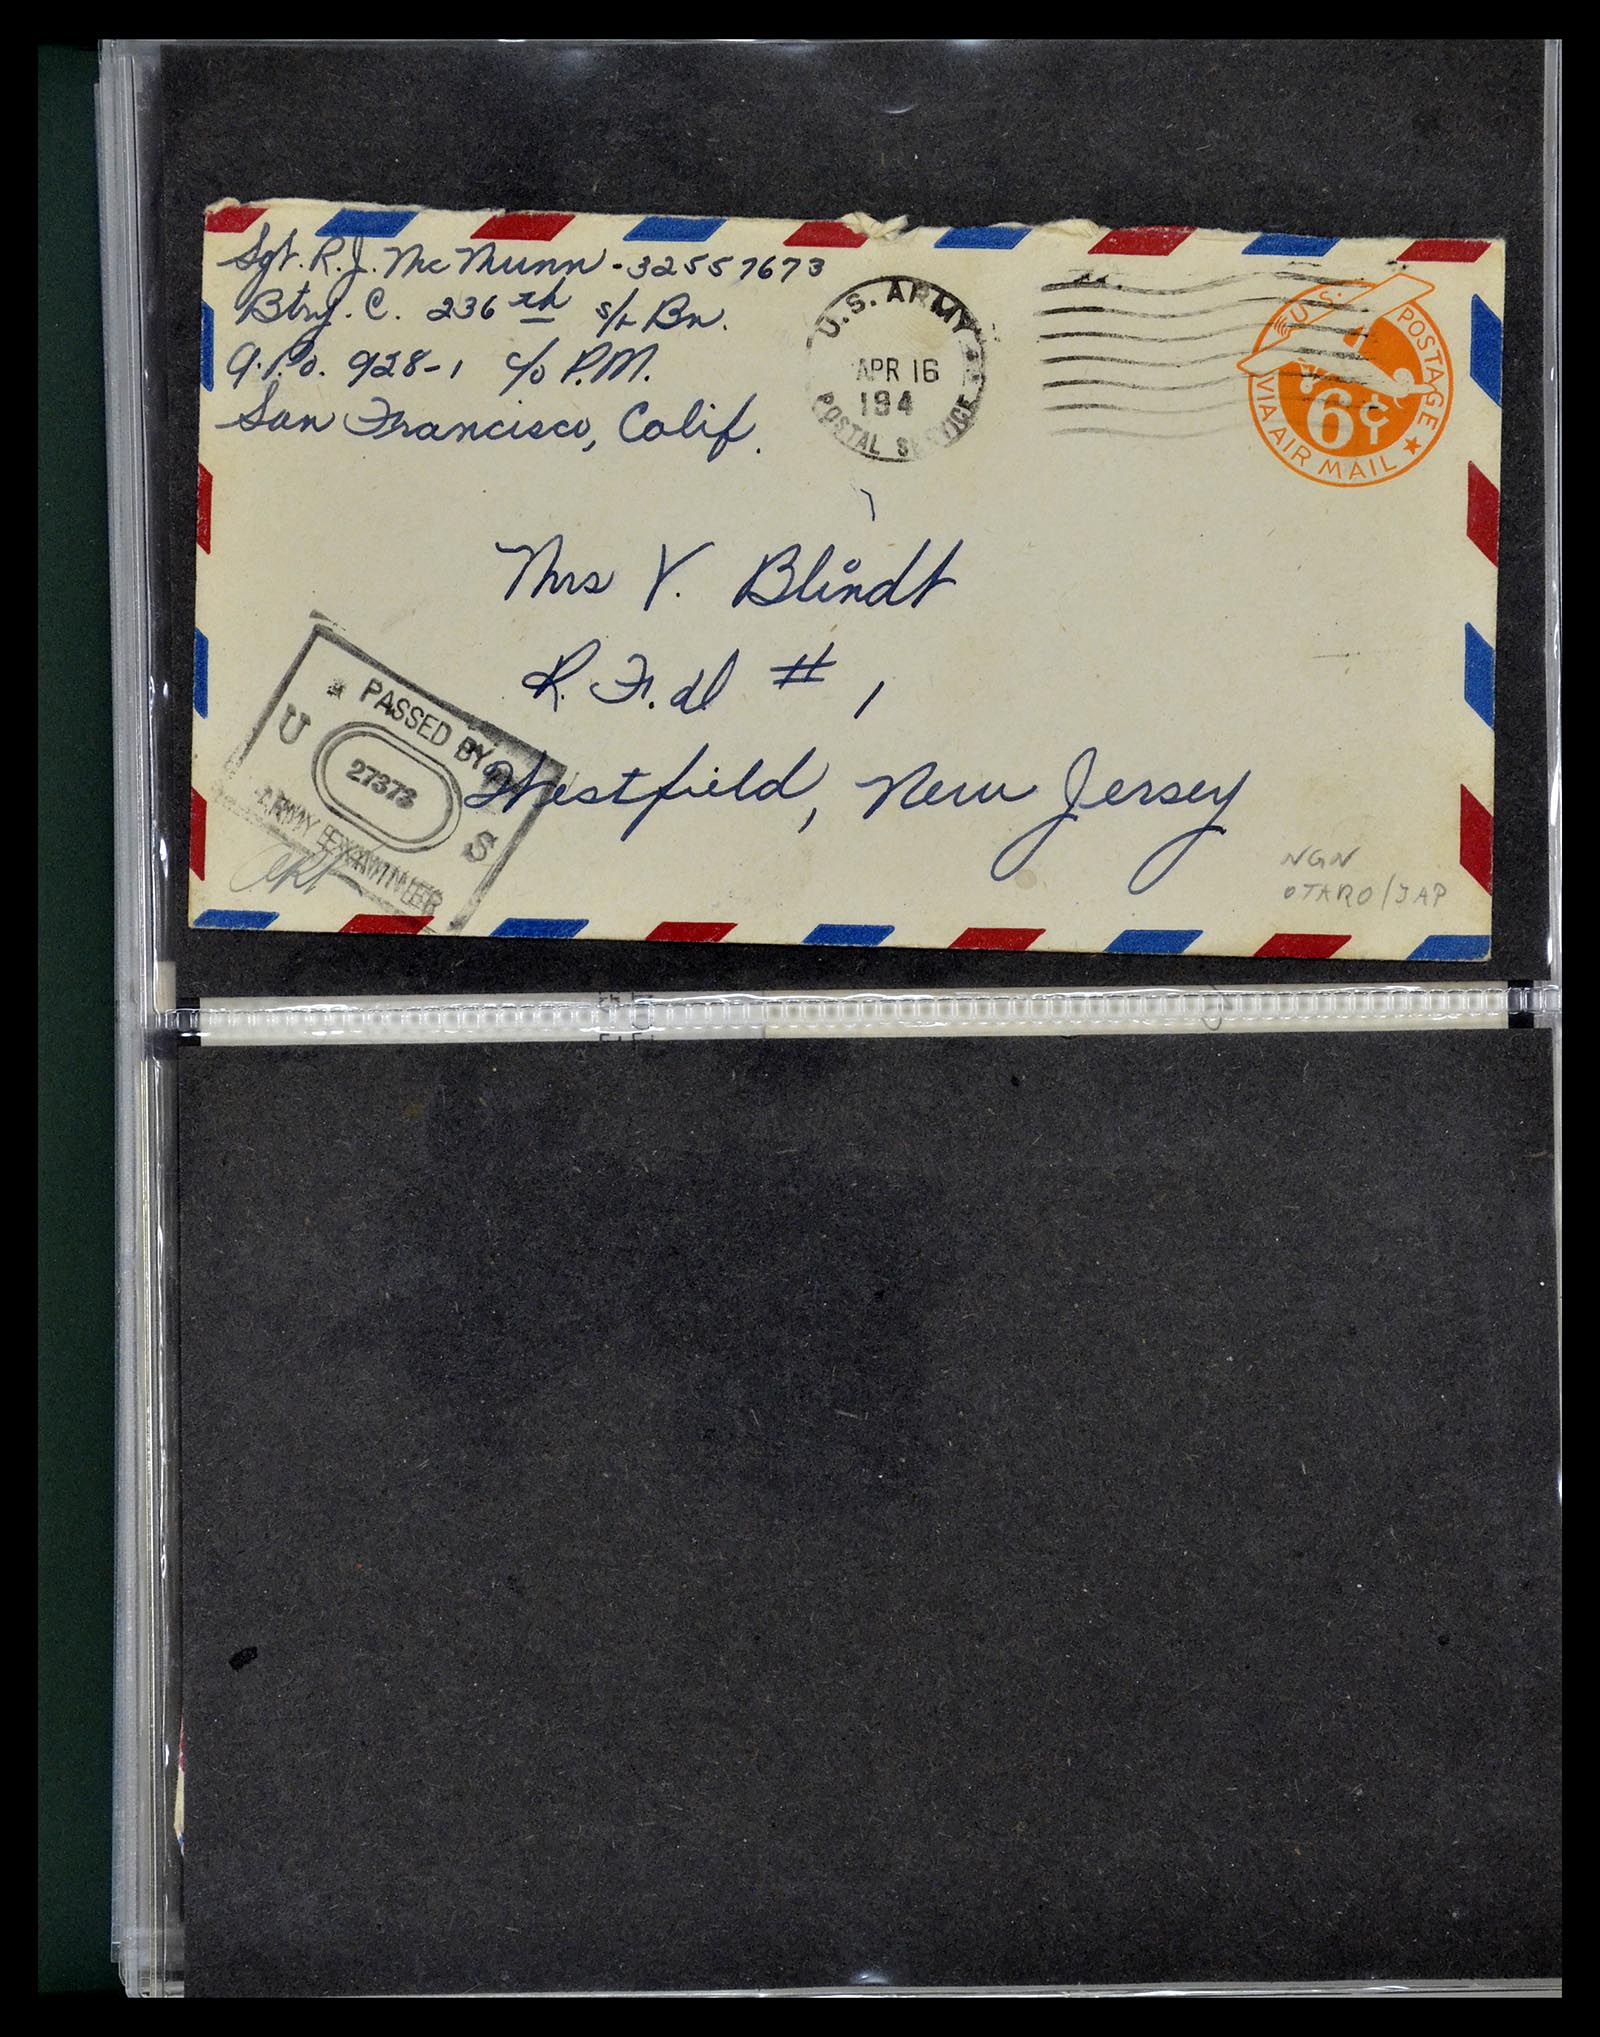 Sgt. R. J. McMunn - 32557673
Btry. C. 236th S/L Bn.
A.P.O. 928-1 c/o P.M.
San Francisco, Calif.
U.S. ARMY
APR 16
194
POSTAL SERVICE
U.S. POSTAGE
6¢
VIA AIR MAIL
Mrs V. Blindt
R. F. d #1
Westfield, New Jersey
PASSED BY
U S
27373
ARMY EXAMINER
NGN
OTARO/JAP